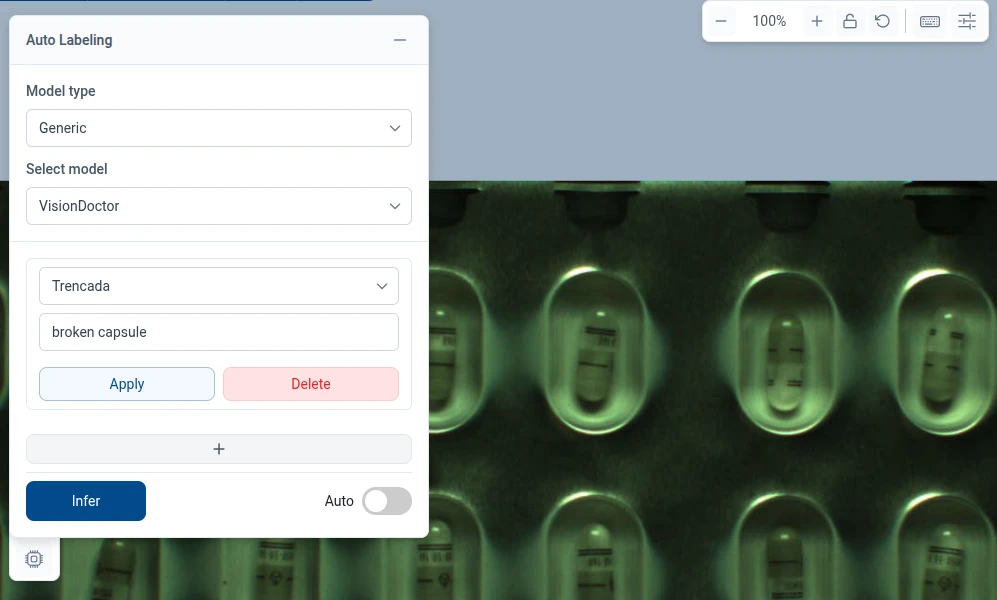 Auto Labeling
100%
Model type
Generic
Select model
VisionDoctor
Trencada
broken capsule
Apply
Delete
Infer
Auto